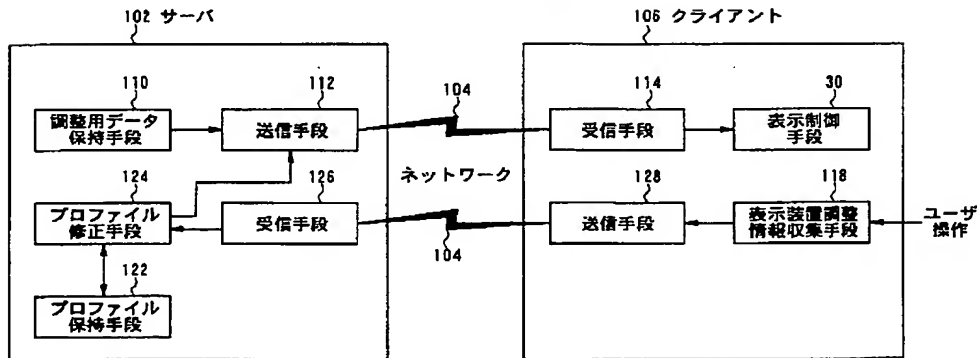 102 サーバ
106 クライアント
110
調整用データ
保持手段
112
送信手段
104
114
受信手段
30
表示制御
手段
ネットワーク
124
プロファイル
修正手段
126
受信手段
104
128
送信手段
118
表示装置調整
情報収集手段
ユーザ
操作
122
プロファイル
保持手段